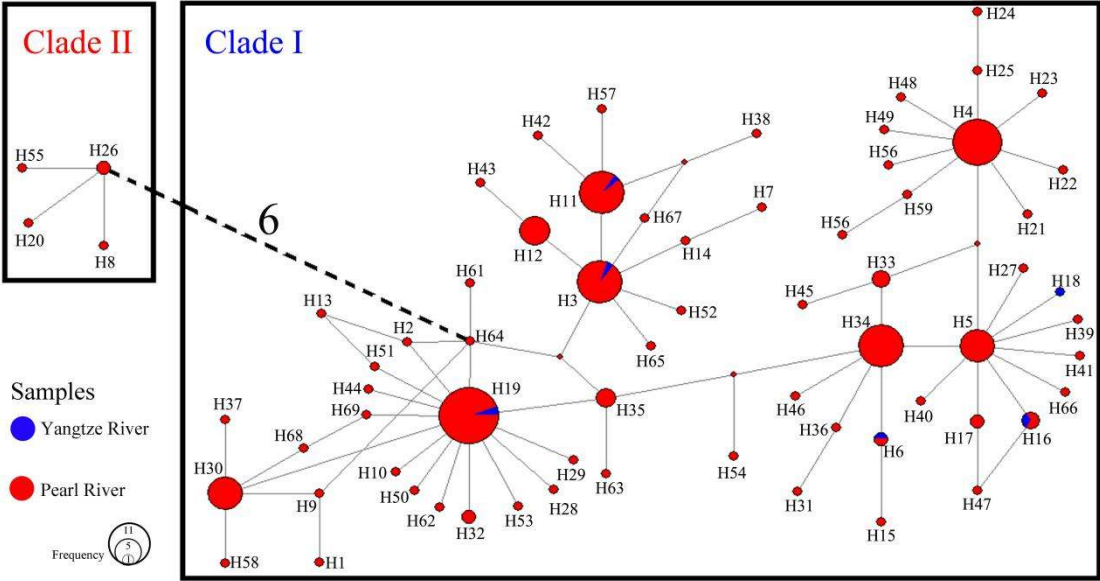 Clade II
Clade I
H24
H25
H48
H23
H4
H49
H56
H22
H59
H21
H56
H57
H42
H38
H43
H11
H67
H7
H12
H14
H3
H52
H65
H55
H26
H20
H8
6
H61
H13
H2
H64
H51
H44
H19
H69
H35
H37
H68
H30
H10
H29
H9
H50
H28
H63
H62
H32
H53
H58
H1
H33
H27
H18
H45
H34
H5
H39
H41
H46
H40
H66
H36
H17
H16
H6
H54
H31
H47
H15
Samples
Yangtze River
Pearl River
Frequency
11
5
1